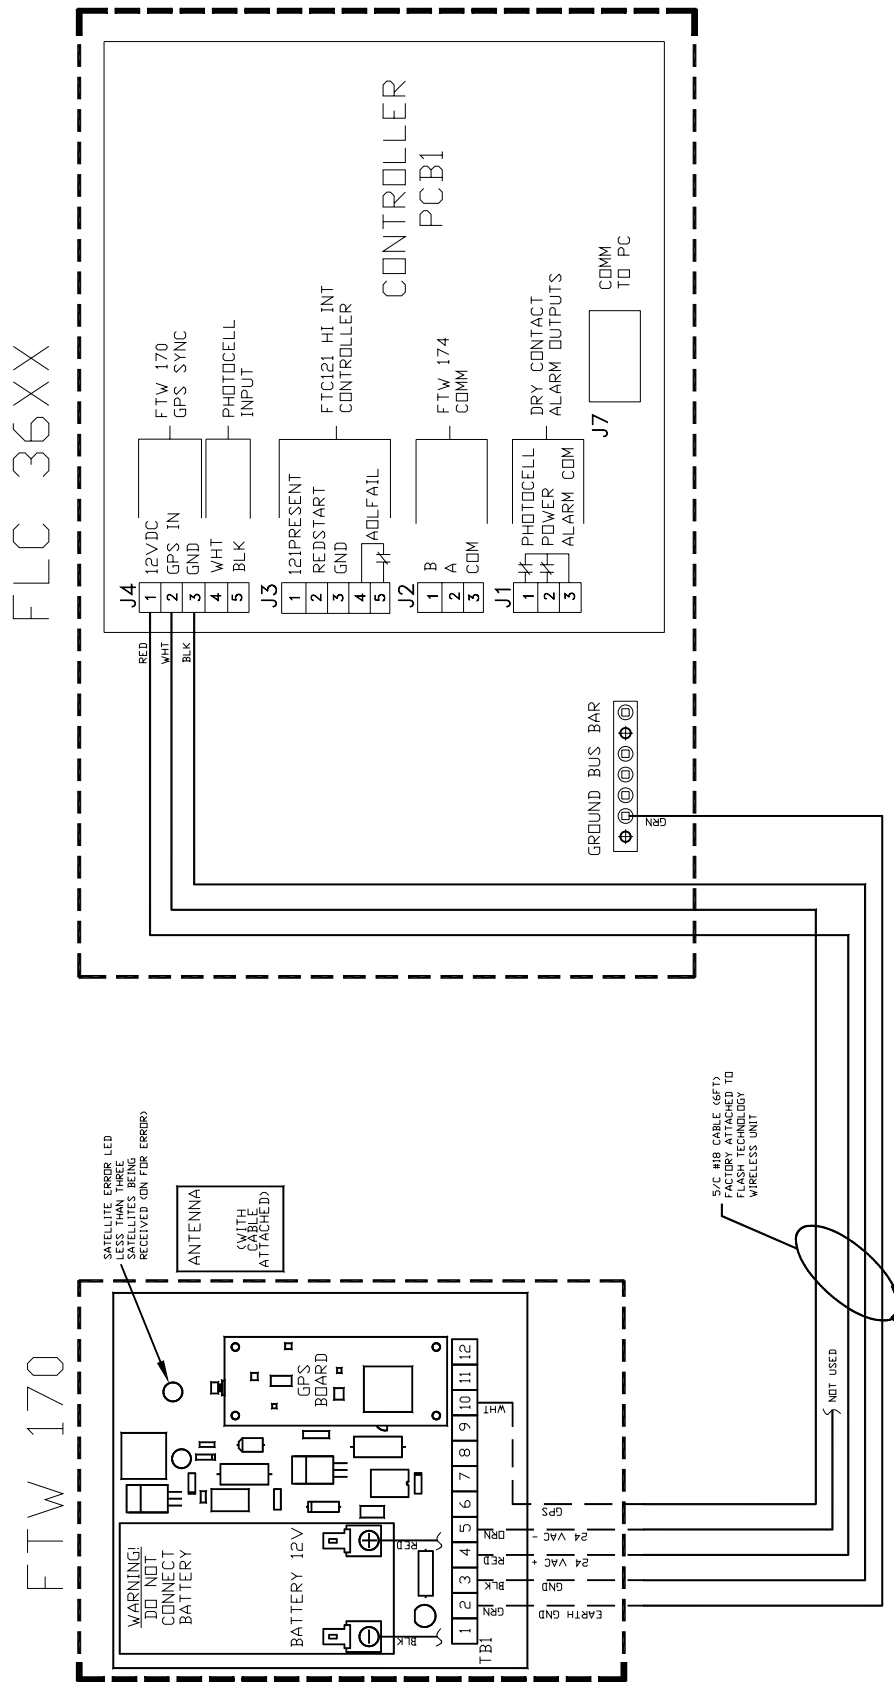 FLC 36XX
CONTROLLER
PCB1
J4
1 12VDC
2 GPS IN
3 GND
4 WHT
5 BLK
FTW 170
GPS SYNC
PHOTOCELL
INPUT
J3
1 121PRESENT
2 REDSTART
3 GND
4
5
AOLFAIL
FTC121 HI INT
CONTROLLER
J2
1 B
2 A
3 COM
FTW 174
COMM
J1
1 PHOTOCELL
2 POWER
3 ALARM COM
DRY CONTACT
ALARM OUTPUTS
J7
COMM
TO PC
RED
WHT
BLK
GROUND BUS BAR
GRN
FTW 170
SATELLITE ERROR LED
LESS THAN THREE
SATELLITES BEING
RECEIVED (ON FOR ERROR)
ANTENNA
(WITH
CABLE
ATTACHED)
5/C #18 CABLE (6FT)
FACTORY ATTACHED TO
FLASH TECHNOLOGY
WIRELESS UNIT
GPS
BOARD
WARNING!
DO NOT
CONNECT
BATTERY
BATTERY 12V
RED
BLK
TB1
1 2 3 4 5 6 7 8 9 10 11 12
WHT
ORN
RED
BLK
GRN
GPS
24 VAC -
24 VAC +
GND
EARTH GND
NOT USED